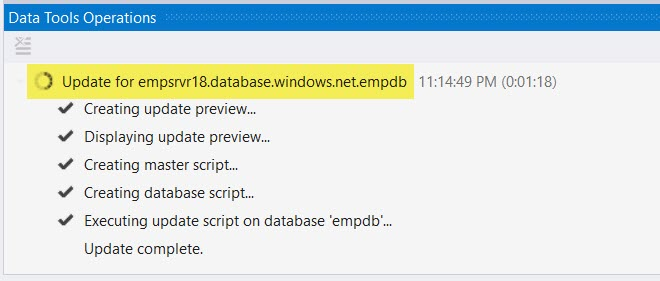 Data Tools Operations
Update for empsrvr18.database.windows.net.empdb 11:14:49 PM (0:01:18)
Creating update preview...
Displaying update preview...
Creating master script...
Creating database script...
Executing update script on database 'empdb'...
Update complete.